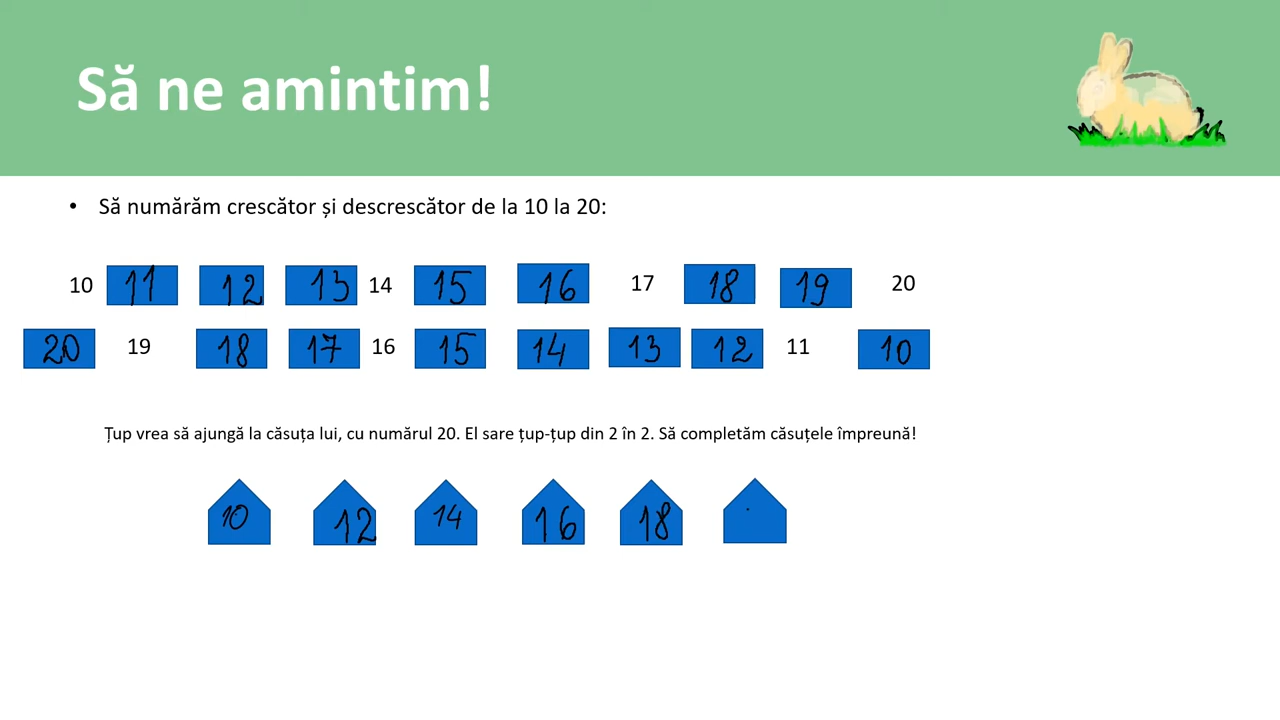 Să ne amintim!
• Să numărăm crescător și descrescător de la 10 la 20:
10 11 12 13 14 15 16 17 18 19 20
20 19 18 17 16 15 14 13 12 11 10
Țup vrea să ajungă la căsuța lui, cu numărul 20. El sare țup-țup din 2 în 2. Să completăm căsuțele împreună!
10 12 14 16 18